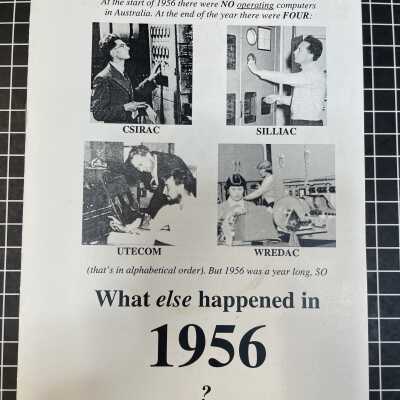 At the start of 1956 there were NO operating computers
in Australia. At the end of the year there were FOUR:
CSIRAC SILLIAC
UTECOM WREDAC
(that's in alphabetical order). But 1956 was a year long, SO
What else happened in
1956
?